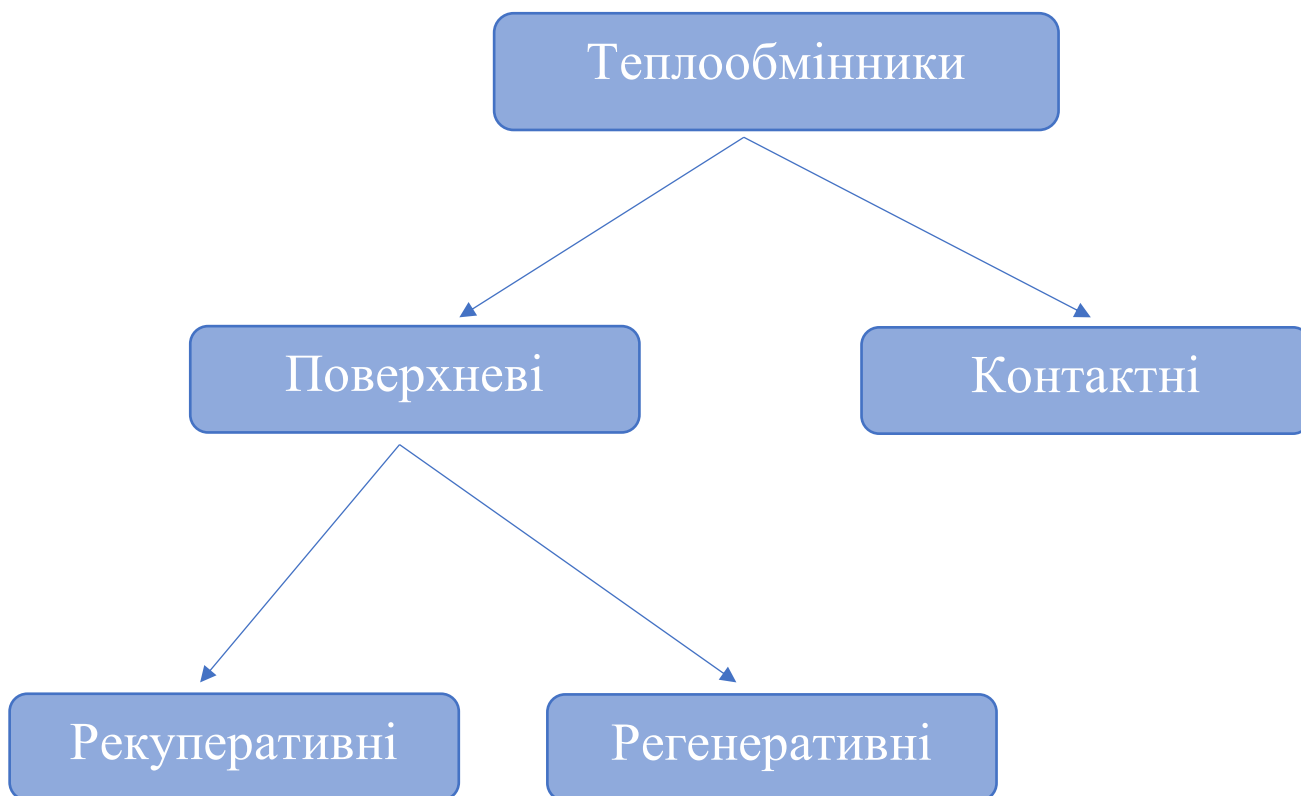 Теплообмінники
Поверхневі
Контактні
Рекуперативні
Регенеративні